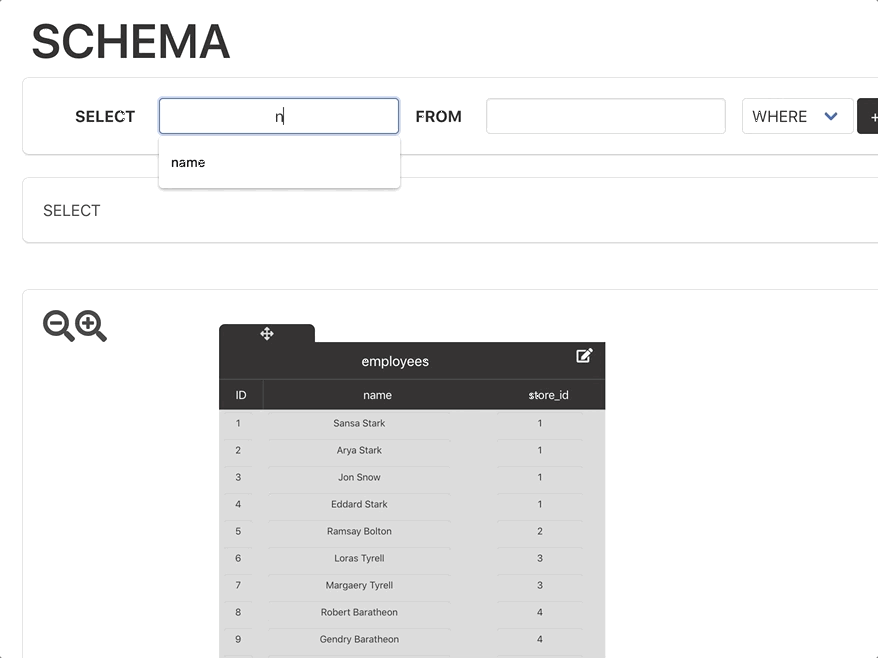 SCHEMA
SELECT n FROM WHERE +
name
SELECT
employees
ID name store_id
1 Sansa Stark 1
2 Arya Stark 1
3 Jon Snow 1
4 Eddard Stark 1
5 Ramsay Bolton 2
6 Loras Tyrell 3
7 Margaery Tyrell 3
8 Robert Baratheon 4
9 Gendry Baratheon 4